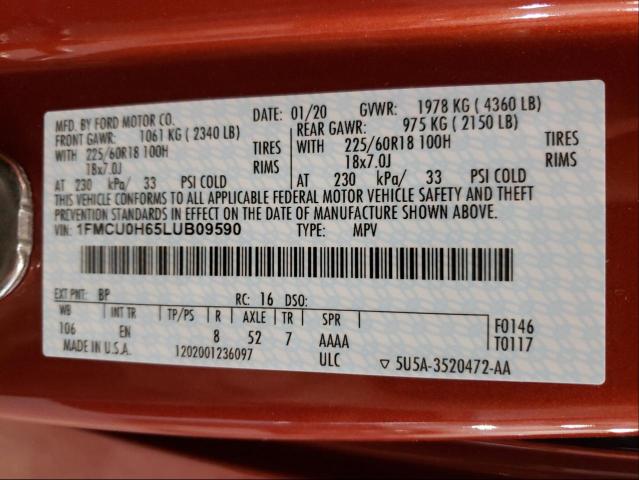 MFD. BY FORD MOTOR CO. DATE: 01/20 GVWR: 1978 KG ( 4360 LB)
FRONT GAWR: 1061 KG ( 2340 LB) REAR GAWR: 975 KG ( 2150 LB)
WITH 225/60R18 100H TIRES WITH 225/60R18 100H TIRES
18x7.0J RIMS 18x7.0J RIMS
AT 230 kPa/ 33 PSI COLD AT 230 kPa/ 33 PSI COLD
THIS VEHICLE CONFORMS TO ALL APPLICABLE FEDERAL MOTOR VEHICLE SAFETY AND THEFT
PREVENTION STANDARDS IN EFFECT ON THE DATE OF MANUFACTURE SHOWN ABOVE.
VIN: 1FMCU0H65LUB09590 TYPE: MPV
EXT PNT: BP RC: 16 DSO:
WB INT TR TP/PS R AXLE TR SPR F0146
106 EN 8 52 7 AAAA T0117
MADE IN U.S.A. 1202001236097 ULC ▽ 5U5A-3520472-AA